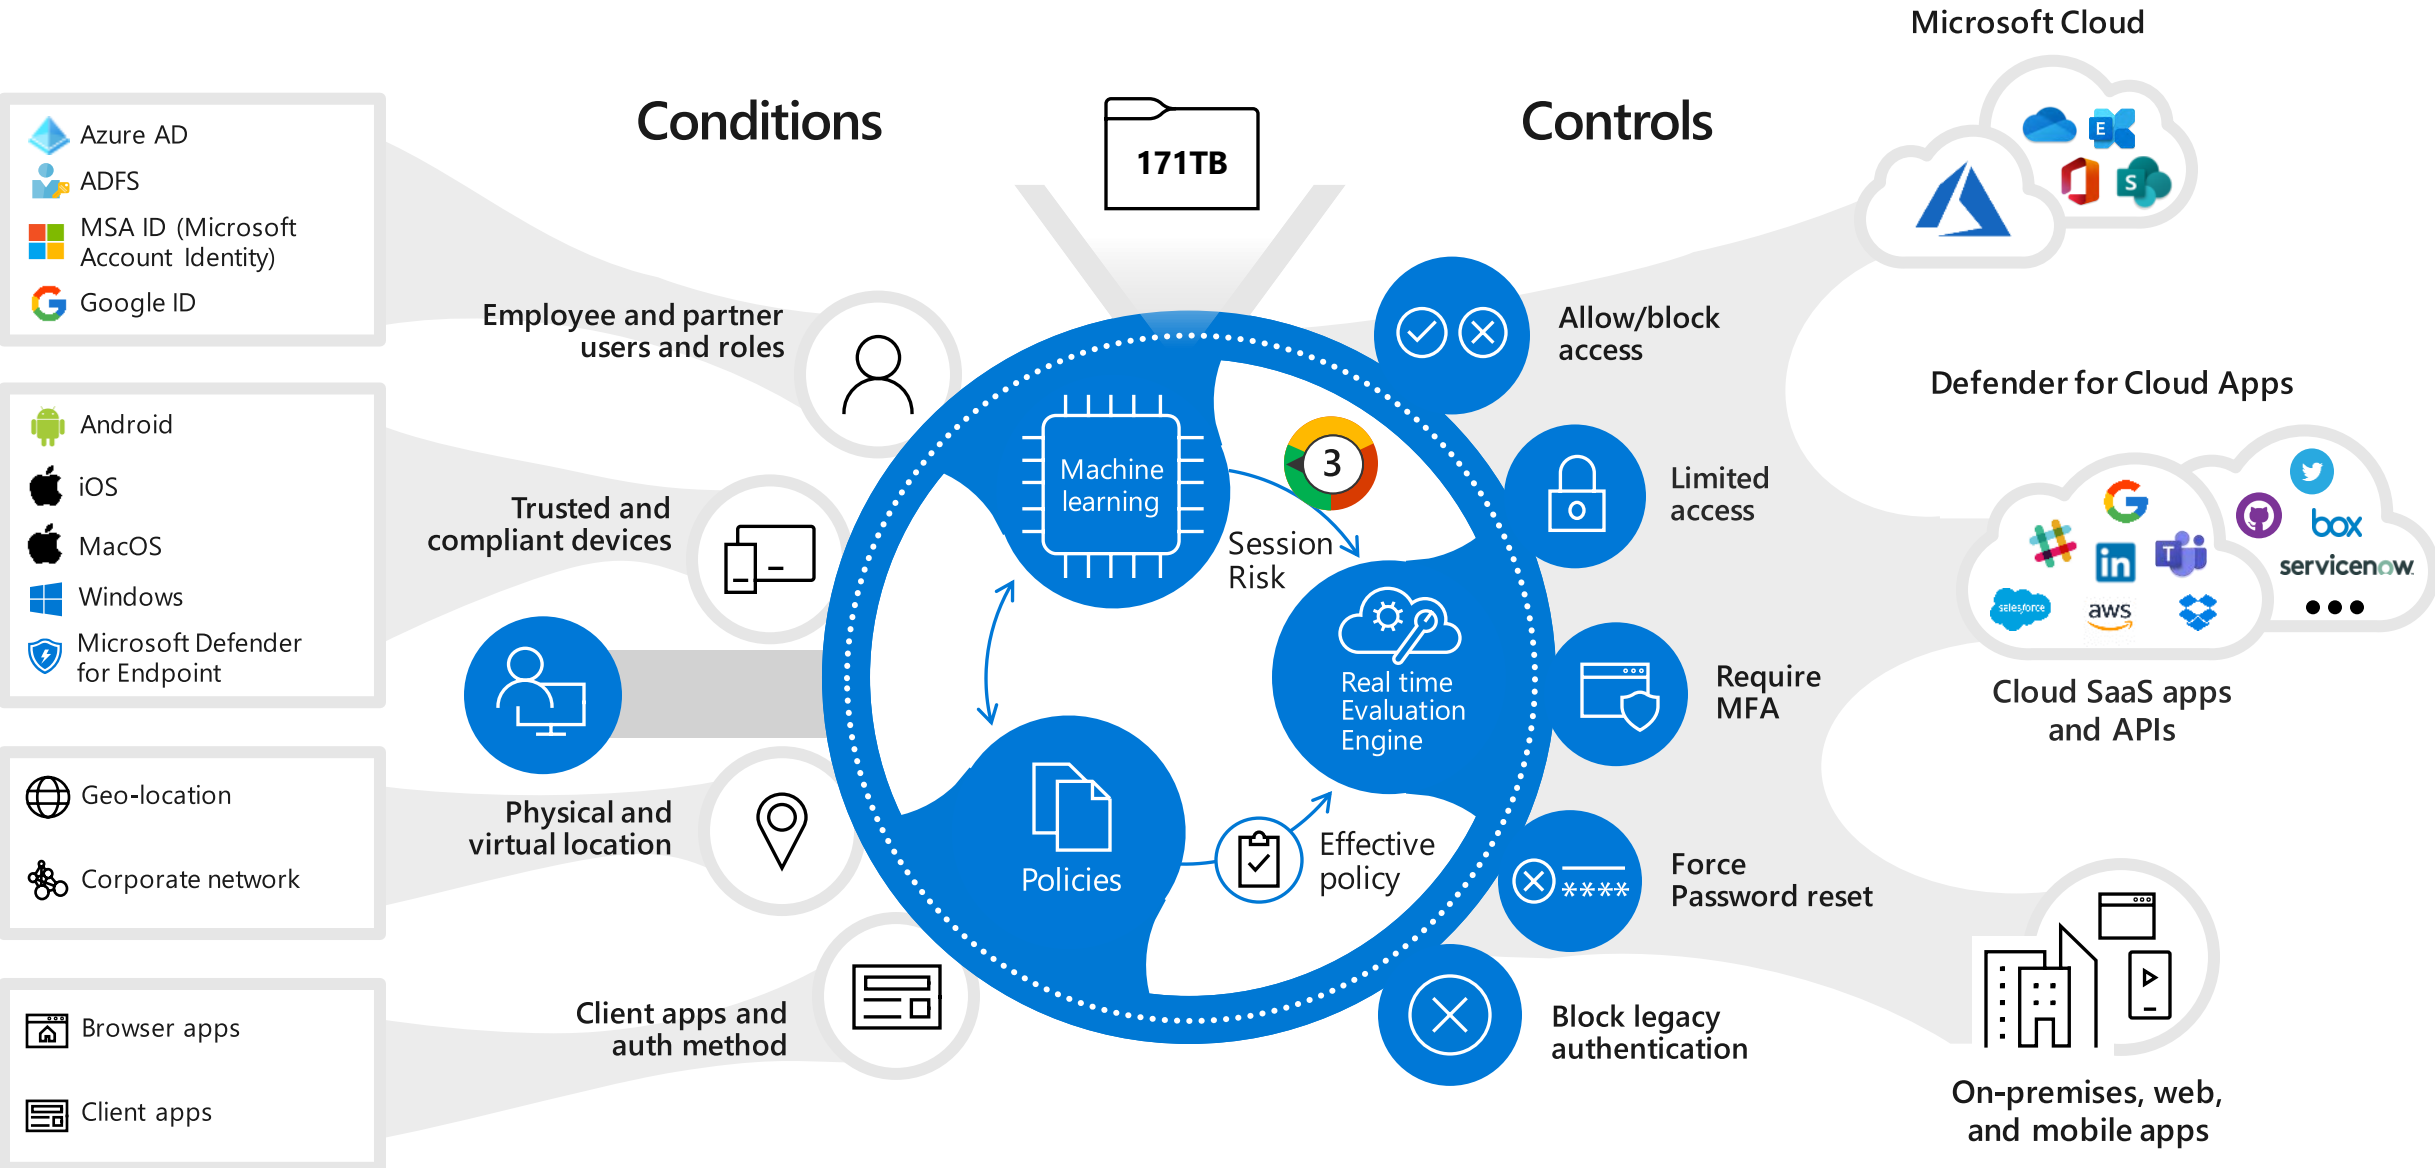 Microsoft Cloud
Conditions
Controls
171TB
Azure AD
ADFS
MSA ID (Microsoft
Account Identity)
Google ID
Android
iOS
MacOS
Windows
Microsoft Defender
for Endpoint
Geo-location
Corporate network
Browser apps
Client apps
Employee and partner
users and roles
Trusted and
compliant devices
Physical and
virtual location
Client apps and
auth method
Machine
learning
3
Session
Risk
Real time
Evaluation
Engine
Policies
Effective
policy
Allow/block
access
Limited
access
Require
MFA
****
Force
Password reset
Block legacy
authentication
E
S
Defender for Cloud Apps
box
in
T
servicenow
salesforce
aws
Cloud SaaS apps
and APIs
On-premises, web,
and mobile apps